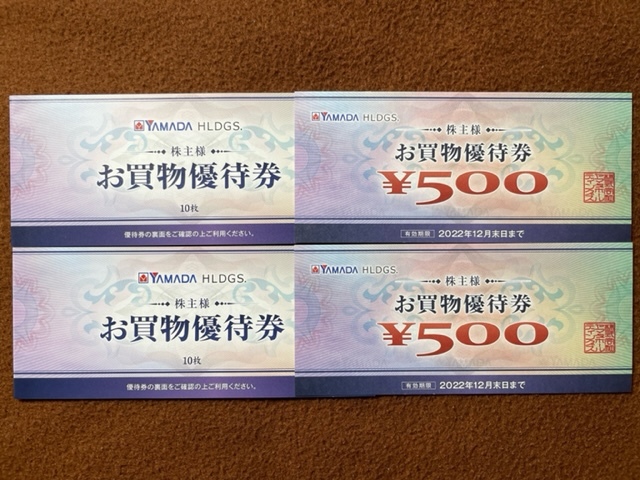 YAMADA HLDGS.
株主様
お買物優待券
10枚
優待券の裏面をご確認の上ご利用ください。
YAMADA HLDGS.
株主様
お買物優待券
¥500
有効期限 2022年12月末日まで
YAMADA HLDGS.
株主様
お買物優待券
10枚
優待券の裏面をご確認の上ご利用ください。
YAMADA HLDGS.
株主様
お買物優待券
¥500
有効期限 2022年12月末日まで